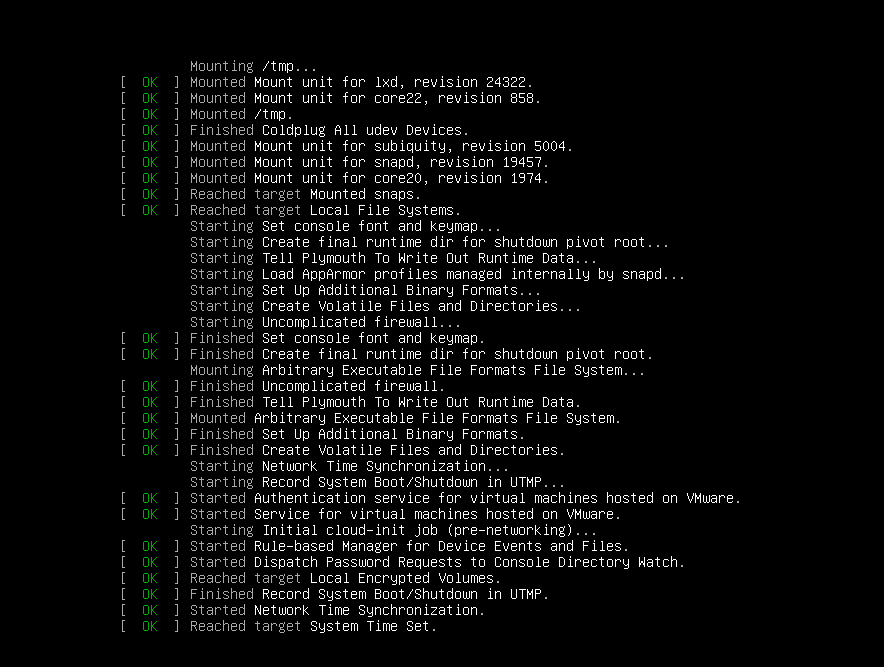 Mounting /tmp...
[  OK  ] Mounted Mount unit for lxd, revision 24322.
[  OK  ] Mounted Mount unit for core22, revision 858.
[  OK  ] Mounted /tmp.
[  OK  ] Finished Coldplug All udev Devices.
[  OK  ] Mounted Mount unit for subiquity, revision 5004.
[  OK  ] Mounted Mount unit for snapd, revision 19457.
[  OK  ] Mounted Mount unit for core20, revision 1974.
[  OK  ] Reached target Mounted snaps.
[  OK  ] Reached target Local File Systems.
Starting Set console font and keymap...
Starting Create final runtime dir for shutdown pivot root...
Starting Tell Plymouth To Write Out Runtime Data...
Starting Load AppArmor profiles managed internally by snapd...
Starting Set Up Additional Binary Formats...
Starting Create Volatile Files and Directories...
Starting Uncomplicated firewall...
[  OK  ] Finished Set console font and keymap.
[  OK  ] Finished Create final runtime dir for shutdown pivot root.
Mounting Arbitrary Executable File Formats File System...
[  OK  ] Finished Uncomplicated firewall.
[  OK  ] Finished Tell Plymouth To Write Out Runtime Data.
[  OK  ] Mounted Arbitrary Executable File Formats File System.
[  OK  ] Finished Set Up Additional Binary Formats.
[  OK  ] Finished Create Volatile Files and Directories.
Starting Network Time Synchronization...
Starting Record System Boot/Shutdown in UTMP...
[  OK  ] Started Authentication service for virtual machines hosted on VMware.
[  OK  ] Started Service for virtual machines hosted on VMware.
Starting Initial cloud-init job (pre-networking)...
[  OK  ] Started Rule-based Manager for Device Events and Files.
[  OK  ] Started Dispatch Password Requests to Console Directory Watch.
[  OK  ] Reached target Local Encrypted Volumes.
[  OK  ] Finished Record System Boot/Shutdown in UTMP.
[  OK  ] Started Network Time Synchronization.
[  OK  ] Reached target System Time Set.